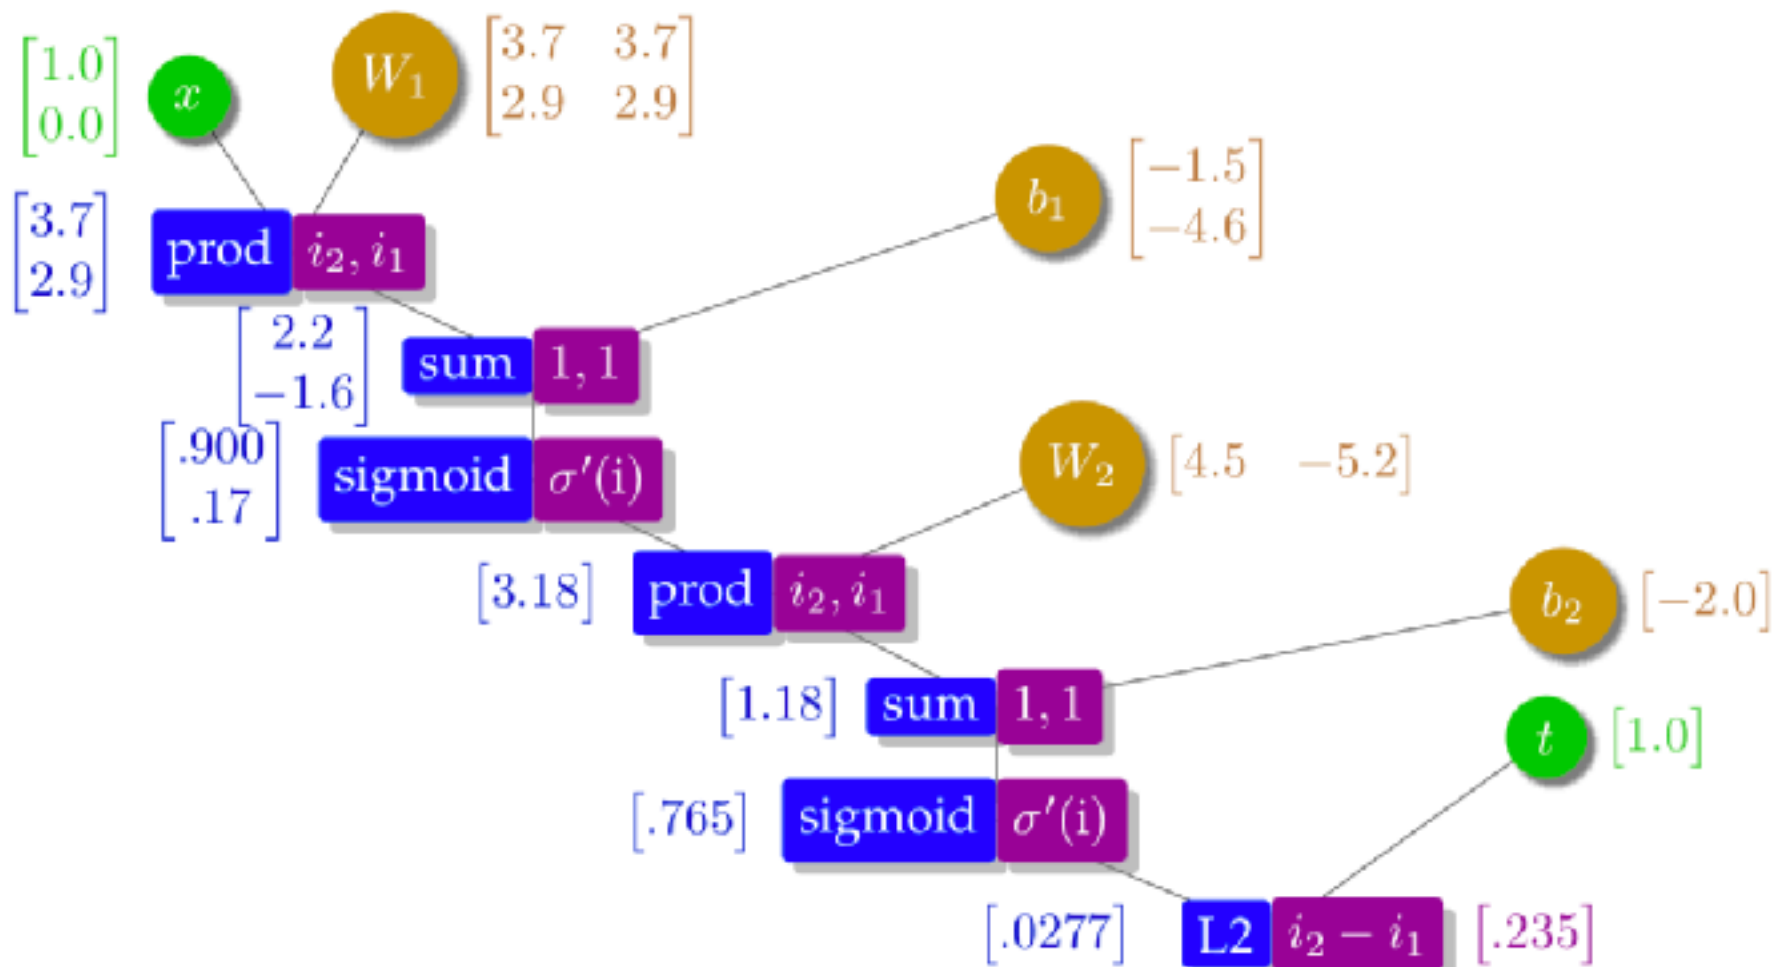 [1.0 0.0] x W₁ [3.7 3.7 2.9 2.9]
[3.7 2.9] prod i₂, i₁
b₁ [−1.5 −4.6]
[2.2 −1.6] sum 1, 1
[.900 .17] sigmoid σ′(i)
W₂ [4.5 −5.2]
[3.18] prod i₂, i₁
b₂ [−2.0]
[1.18] sum 1, 1
t [1.0]
[.765] sigmoid σ′(i)
[.0277] L2 i₂ − i₁ [.235]